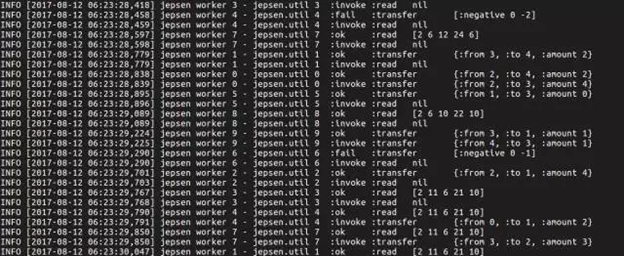 INFO [2017-08-12 06:23:28,418] jepsen worker 3 - jepsen.util 3 :invoke :read nil
INFO [2017-08-12 06:23:28,458] jepsen worker 4 - jepsen.util 4 :fail :transfer [:negative 0 -2]
INFO [2017-08-12 06:23:28,459] jepsen worker 4 - jepsen.util 4 :invoke :read nil
INFO [2017-08-12 06:23:28,597] jepsen worker 7 - jepsen.util 7 :ok :read [2 6 12 24 6]
INFO [2017-08-12 06:23:28,598] jepsen worker 7 - jepsen.util 7 :invoke :read nil
INFO [2017-08-12 06:23:28,779] jepsen worker 1 - jepsen.util 1 :ok :transfer {:from 3, :to 4, :amount 2}
INFO [2017-08-12 06:23:28,779] jepsen worker 1 - jepsen.util 1 :invoke :read nil
INFO [2017-08-12 06:23:28,838] jepsen worker 0 - jepsen.util 0 :ok :transfer {:from 2, :to 4, :amount 2}
INFO [2017-08-12 06:23:28,839] jepsen worker 0 - jepsen.util 0 :invoke :transfer {:from 2, :to 3, :amount 4}
INFO [2017-08-12 06:23:28,895] jepsen worker 5 - jepsen.util 5 :ok :transfer {:from 1, :to 3, :amount 0}
INFO [2017-08-12 06:23:28,896] jepsen worker 5 - jepsen.util 5 :invoke :read nil
INFO [2017-08-12 06:23:29,089] jepsen worker 8 - jepsen.util 8 :ok :read [2 6 10 22 10]
INFO [2017-08-12 06:23:29,089] jepsen worker 8 - jepsen.util 8 :invoke :read nil
INFO [2017-08-12 06:23:29,224] jepsen worker 9 - jepsen.util 9 :ok :transfer {:from 3, :to 1, :amount 1}
INFO [2017-08-12 06:23:29,225] jepsen worker 9 - jepsen.util 9 :invoke :transfer {:from 4, :to 3, :amount 1}
INFO [2017-08-12 06:23:29,290] jepsen worker 6 - jepsen.util 6 :fail :transfer [:negative 0 -1]
INFO [2017-08-12 06:23:29,290] jepsen worker 6 - jepsen.util 6 :invoke :read nil
INFO [2017-08-12 06:23:29,701] jepsen worker 2 - jepsen.util 2 :ok :transfer {:from 2, :to 1, :amount 4}
INFO [2017-08-12 06:23:29,703] jepsen worker 2 - jepsen.util 2 :invoke :read nil
INFO [2017-08-12 06:23:29,767] jepsen worker 3 - jepsen.util 3 :ok :read [2 11 6 21 10]
INFO [2017-08-12 06:23:29,768] jepsen worker 3 - jepsen.util 3 :invoke :read nil
INFO [2017-08-12 06:23:29,790] jepsen worker 4 - jepsen.util 4 :ok :read [2 11 6 21 10]
INFO [2017-08-12 06:23:29,791] jepsen worker 4 - jepsen.util 4 :invoke :transfer {:from 0, :to 1, :amount 2}
INFO [2017-08-12 06:23:29,850] jepsen worker 7 - jepsen.util 7 :ok :read [2 11 6 21 10]
INFO [2017-08-12 06:23:29,850] jepsen worker 7 - jepsen.util 7 :invoke :transfer {:from 3, :to 2, :amount 3}
INFO [2017-08-12 06:23:30,047] jepsen worker 1 - jepsen.util 1 :ok :read [2 11 6 21 10]